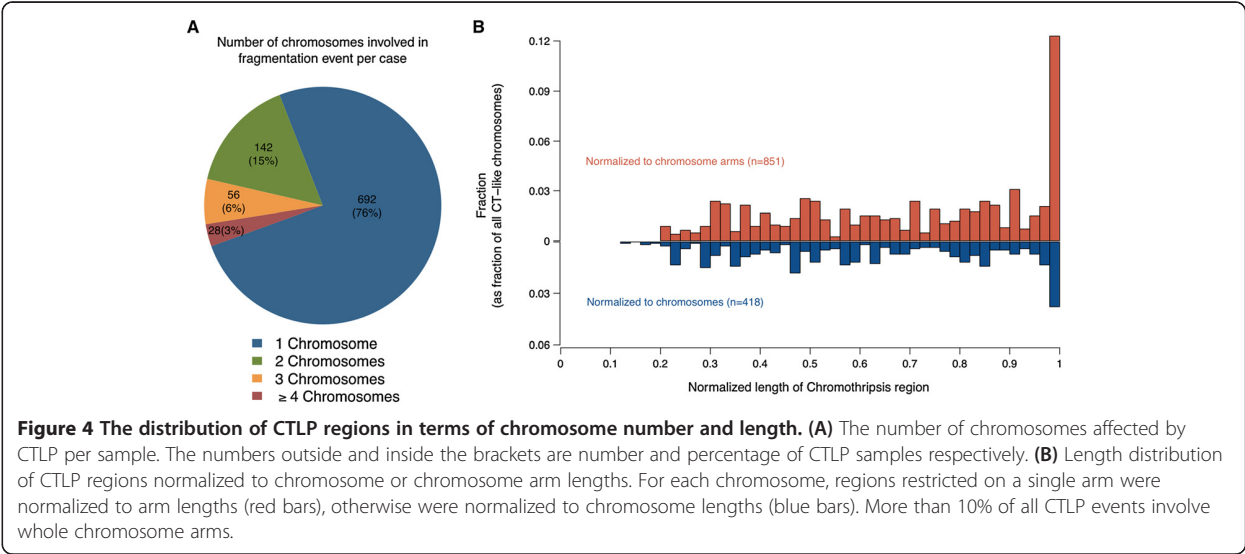 A
Number of chromosomes involved in
fragmentation event per case
142
(15%)
56
(6%)
28(3%)
692
(76%)
1 Chromosome
2 Chromosomes
3 Chromosomes
≥ 4 Chromosomes
B
Fraction
(as fraction of all CT–like chromosomes)
0.12
0.09
0.06
0.03
0
0.03
0.06
Normalized to chromosome arms (n=851)
Normalized to chromosomes (n=418)
0 0.1 0.2 0.3 0.4 0.5 0.6 0.7 0.8 0.9 1
Normalized length of Chromothripsis region
Figure 4 The distribution of CTLP regions in terms of chromosome number and length. (A) The number of chromosomes affected by
CTLP per sample. The numbers outside and inside the brackets are number and percentage of CTLP samples respectively. (B) Length distribution
of CTLP regions normalized to chromosome or chromosome arm lengths. For each chromosome, regions restricted on a single arm were
normalized to arm lengths (red bars), otherwise were normalized to chromosome lengths (blue bars). More than 10% of all CTLP events involve
whole chromosome arms.